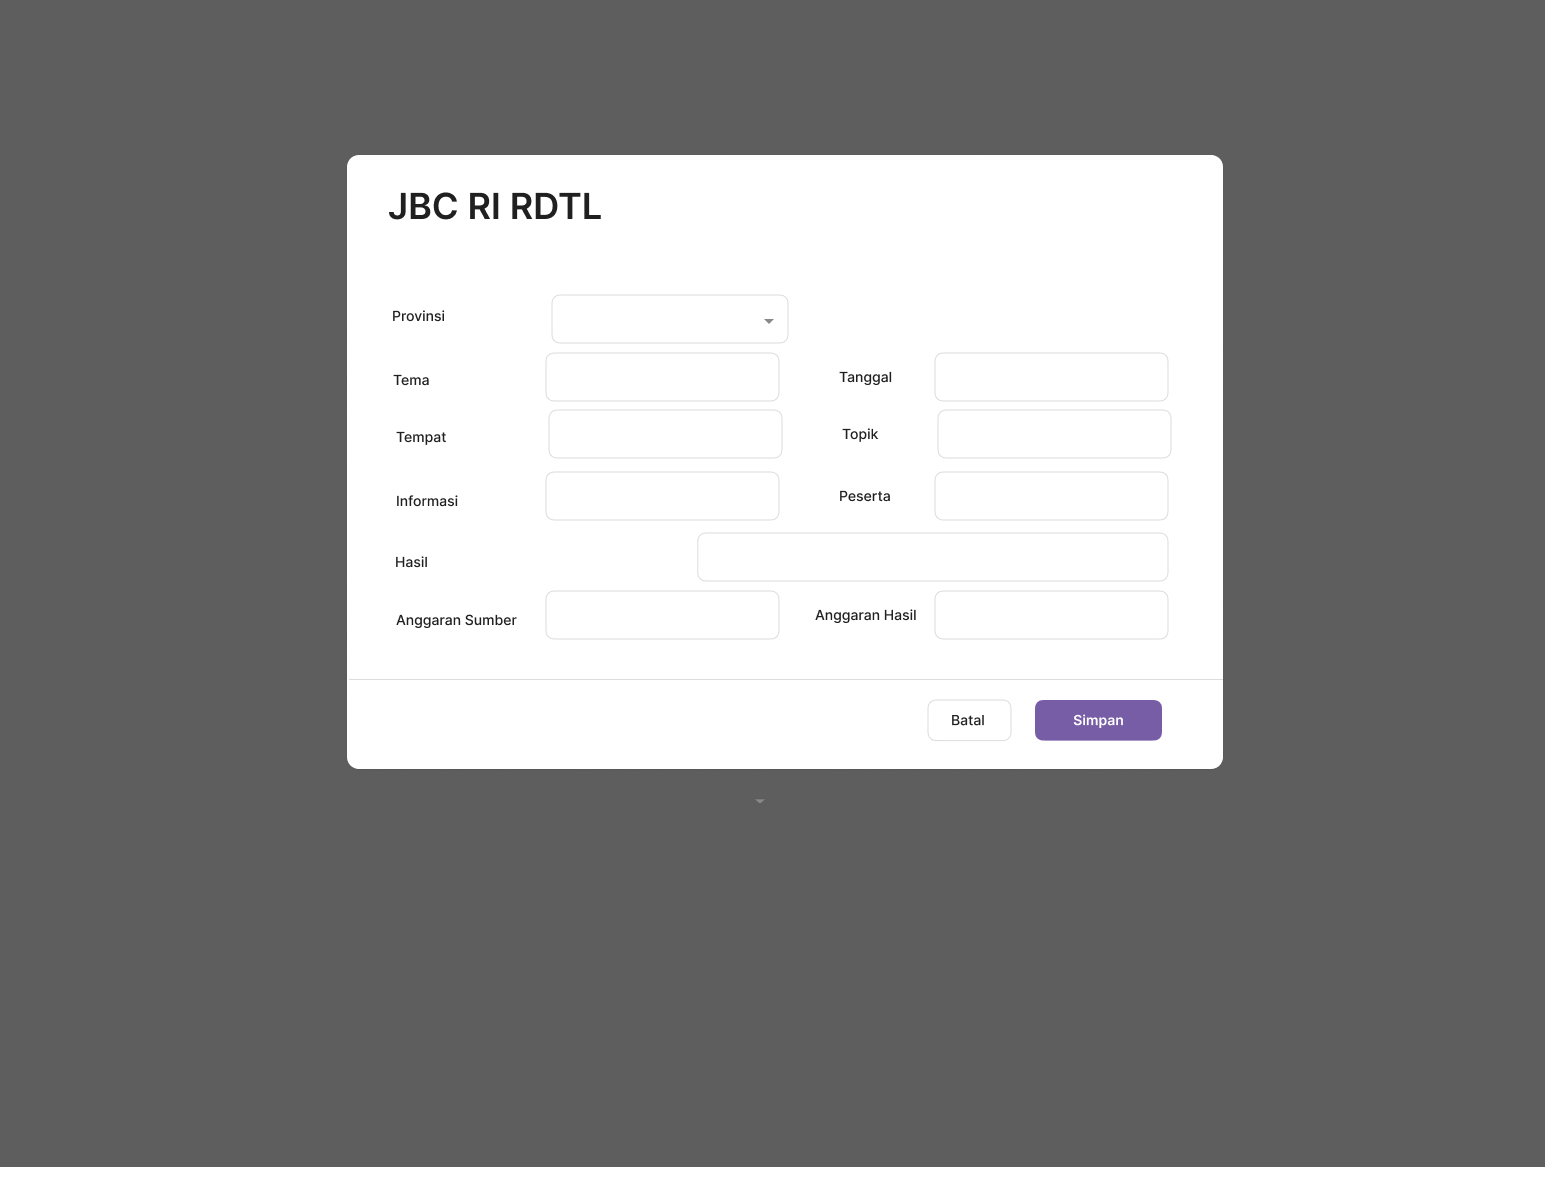 JBC RI RDTL
Provinsi
Tema
Tanggal
Tempat
Topik
Informasi
Peserta
Hasil
Anggaran Sumber
Anggaran Hasil
Batal
Simpan